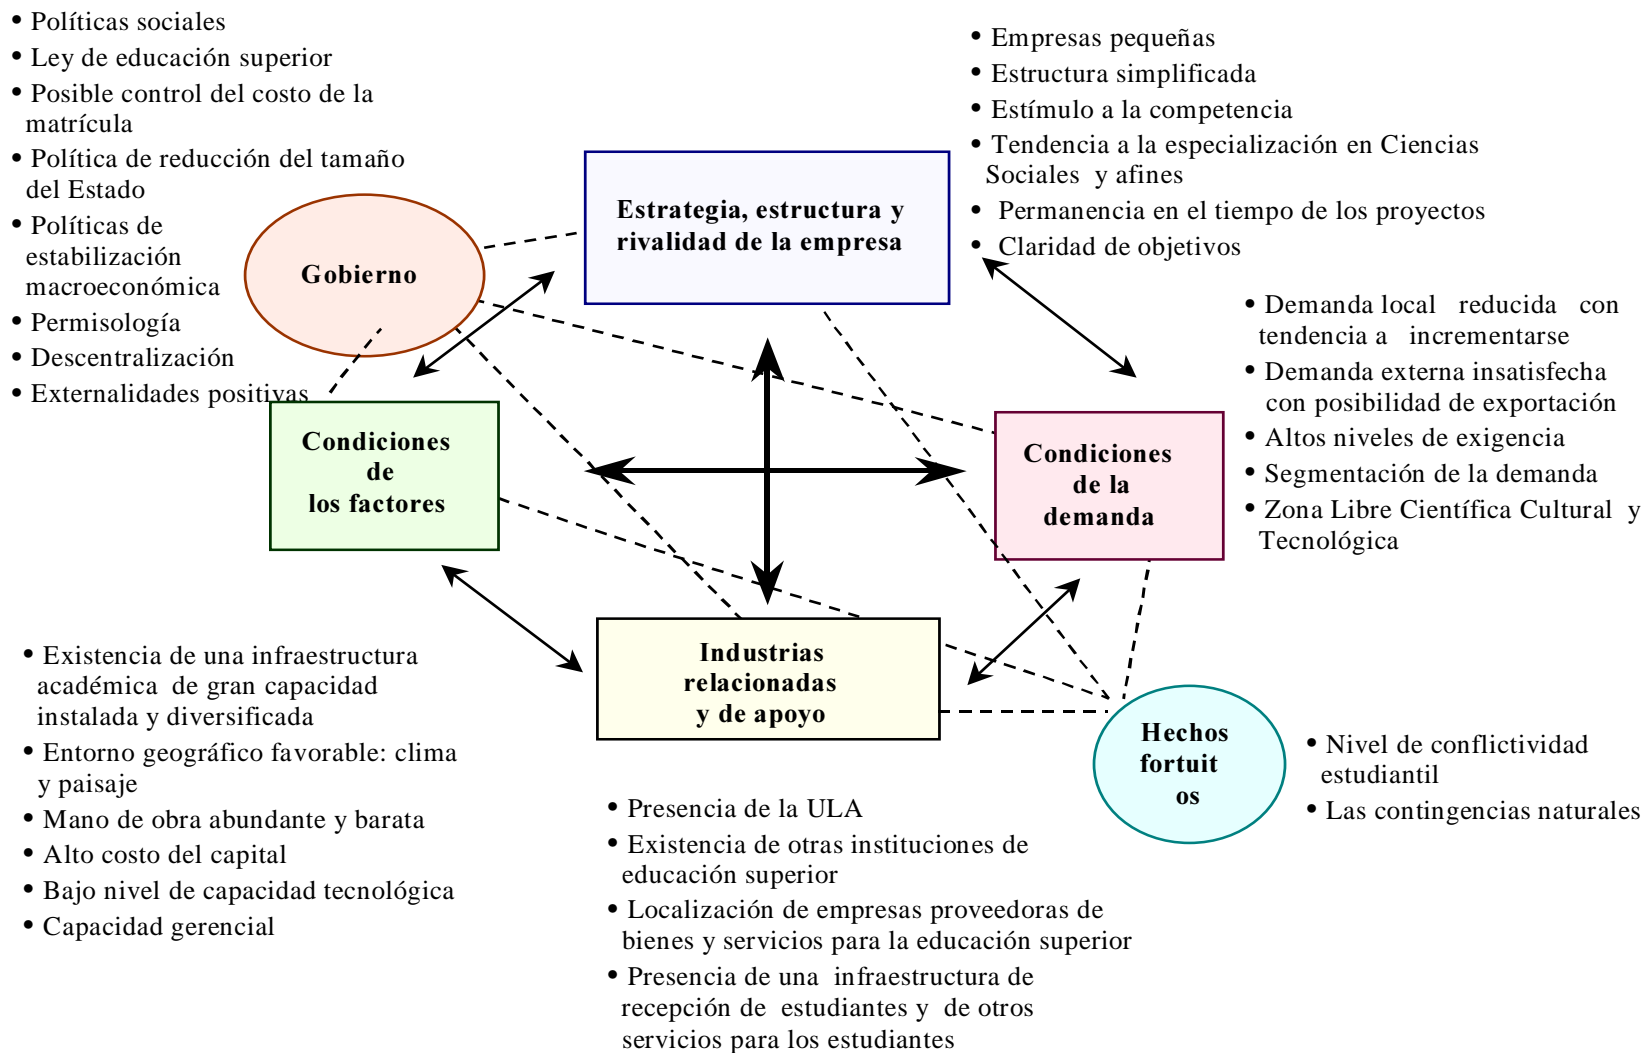 • Políticas sociales
• Ley de educación superior
• Posible control del costo de la
matrícula
• Política de reducción del tamaño
del Estado
• Políticas de
estabilización
macroeconómica
• Permisología
• Descentralización
• Externalidades positivas
Gobierno
Estrategia, estructura y
rivalidad de la empresa
• Empresas pequeñas
• Estructura simplificada
• Estímulo a la competencia
• Tendencia a la especialización en Ciencias
Sociales y afines
• Permanencia en el tiempo de los proyectos
• Claridad de objetivos
Condiciones
de
los factores
Condiciones
de la
demanda
• Demanda local reducida con
tendencia a incrementarse
• Demanda externa insatisfecha
con posibilidad de exportación
• Altos niveles de exigencia
• Segmentación de la demanda
• Zona Libre Científica Cultural y
Tecnológica
• Existencia de una infraestructura
académica de gran capacidad
instalada y diversificada
• Entorno geográfico favorable: clima
y paisaje
• Mano de obra abundante y barata
• Alto costo del capital
• Bajo nivel de capacidad tecnológica
• Capacidad gerencial
Industrias
relacionadas
y de apoyo
• Presencia de la ULA
• Existencia de otras instituciones de
educación superior
• Localización de empresas proveedoras de
bienes y servicios para la educación superior
• Presencia de una infraestructura de
recepción de estudiantes y de otros
servicios para los estudiantes
Hechos
fortuit
os
• Nivel de conflictividad
estudiantil
• Las contingencias naturales